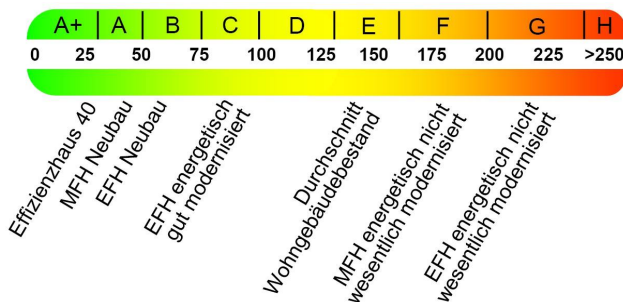 A+ A B C D E F G H
0 25 50 75 100 125 150 175 200 225 >250
Effizienzhaus 40
MFH Neubau
EFH Neubau
EFH energetisch
gut modernisiert
Durchschnitt
Wohngebäudebestand
MFH energetisch nicht
wesentlich modernisiert
EFH energetisch nicht
wesentlich modernisiert